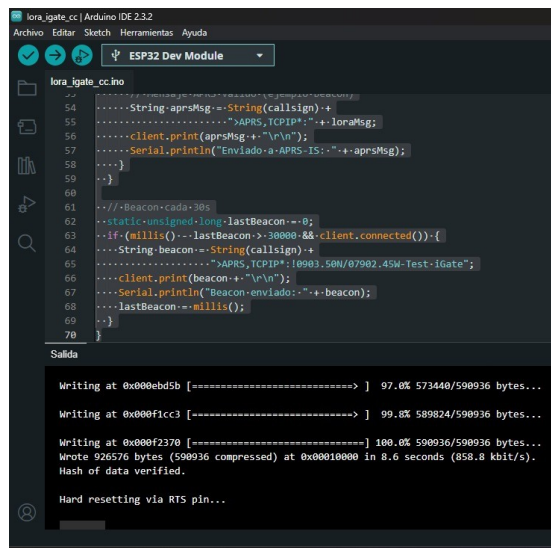 lora_igate_cc | Arduino IDE 2.3.2
Archivo Editar Sketch Herramientas Ayuda
ESP32 Dev Module
lora_igate_cc.ino
53 // Mensaje APRS válido (ejemplo beacon)
54 String aprsMsg = String(callsign) +
55 ">APRS,TCPIP*:" + loraMsg;
56 client.print(aprsMsg + "\r\n");
57 Serial.println("Enviado a APRS-IS: " + aprsMsg);
58 }
59 }
60
61 // Beacon cada 30s
62 static unsigned long lastBeacon = 0;
63 if (millis() - lastBeacon > 30000 && client.connected()) {
64 String beacon = String(callsign) +
65 ">APRS,TCPIP*:!0903.50N/07902.45W-Test iGate";
66 client.print(beacon + "\r\n");
67 Serial.println("Beacon enviado: " + beacon);
68 lastBeacon = millis();
69 }
70 }
Salida
Writing at 0x000ebd5b [============================> ] 97.0% 573440/590936 bytes...
Writing at 0x000f1cc3 [============================> ] 99.8% 589824/590936 bytes...
Writing at 0x000f2370 [==============================] 100.0% 590936/590936 bytes...
Wrote 926576 bytes (590936 compressed) at 0x00010000 in 8.6 seconds (858.8 kbit/s).
Hash of data verified.
Hard resetting via RTS pin...